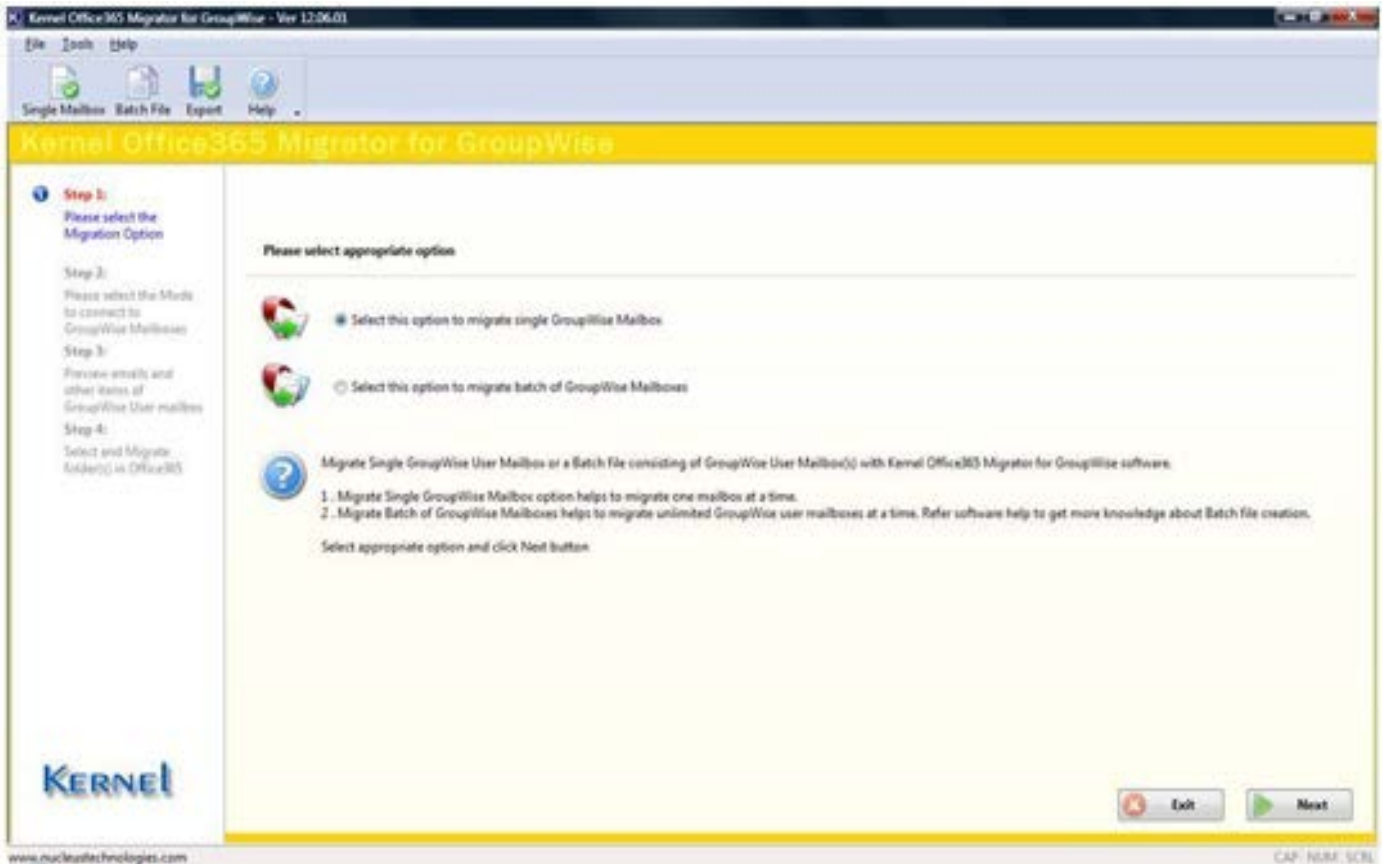 Kernel Office365 Migrator for GroupWise - Ver 12.06.01
File Tools Help
Single Mailbox Batch File Export Help
Kernel Office365 Migrator for GroupWise
Step 1:
Please select the
Migration Option
Step 2:
Please select the Mode
to connect to
GroupWise Mailboxes
Step 3:
Preview emails and
other items of
GroupWise User mailbox
Step 4:
Select and Migrate
folder(s) in Office365
Please select appropriate option
Select this option to migrate single GroupWise Mailbox
Select this option to migrate batch of GroupWise Mailboxes
Migrate Single GroupWise User Mailbox or a Batch file consisting of GroupWise User Mailbox(s) with Kernel Office365 Migrator for GroupWise software.
1 . Migrate Single GroupWise Mailbox option helps to migrate one mailbox at a time.
2 . Migrate Batch of GroupWise Mailboxes helps to migrate unlimited GroupWise user mailboxes at a time. Refer software help to get more knowledge about Batch file creation.
Select appropriate option and click Next button
KERNEL
Exit Next
www.nucleustechnologies.com
CAP NUM SCRL